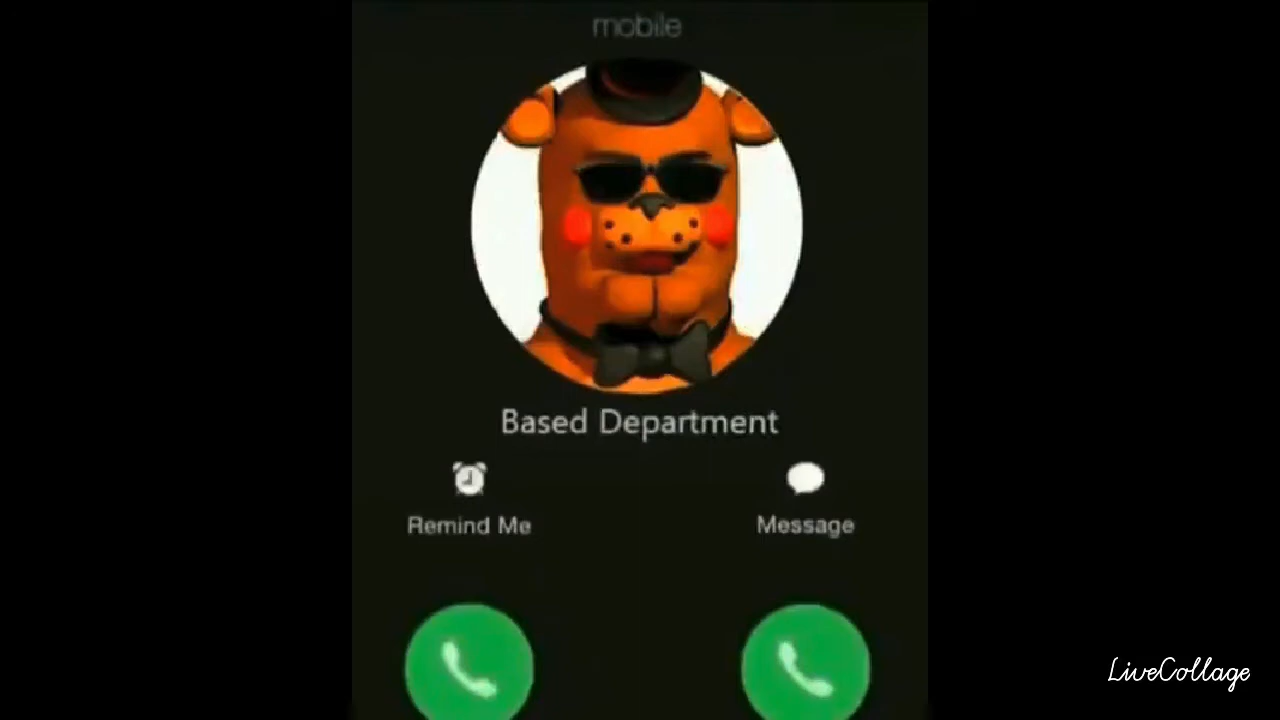 mobile
Based Department
Remind Me
Message
LiveCollage